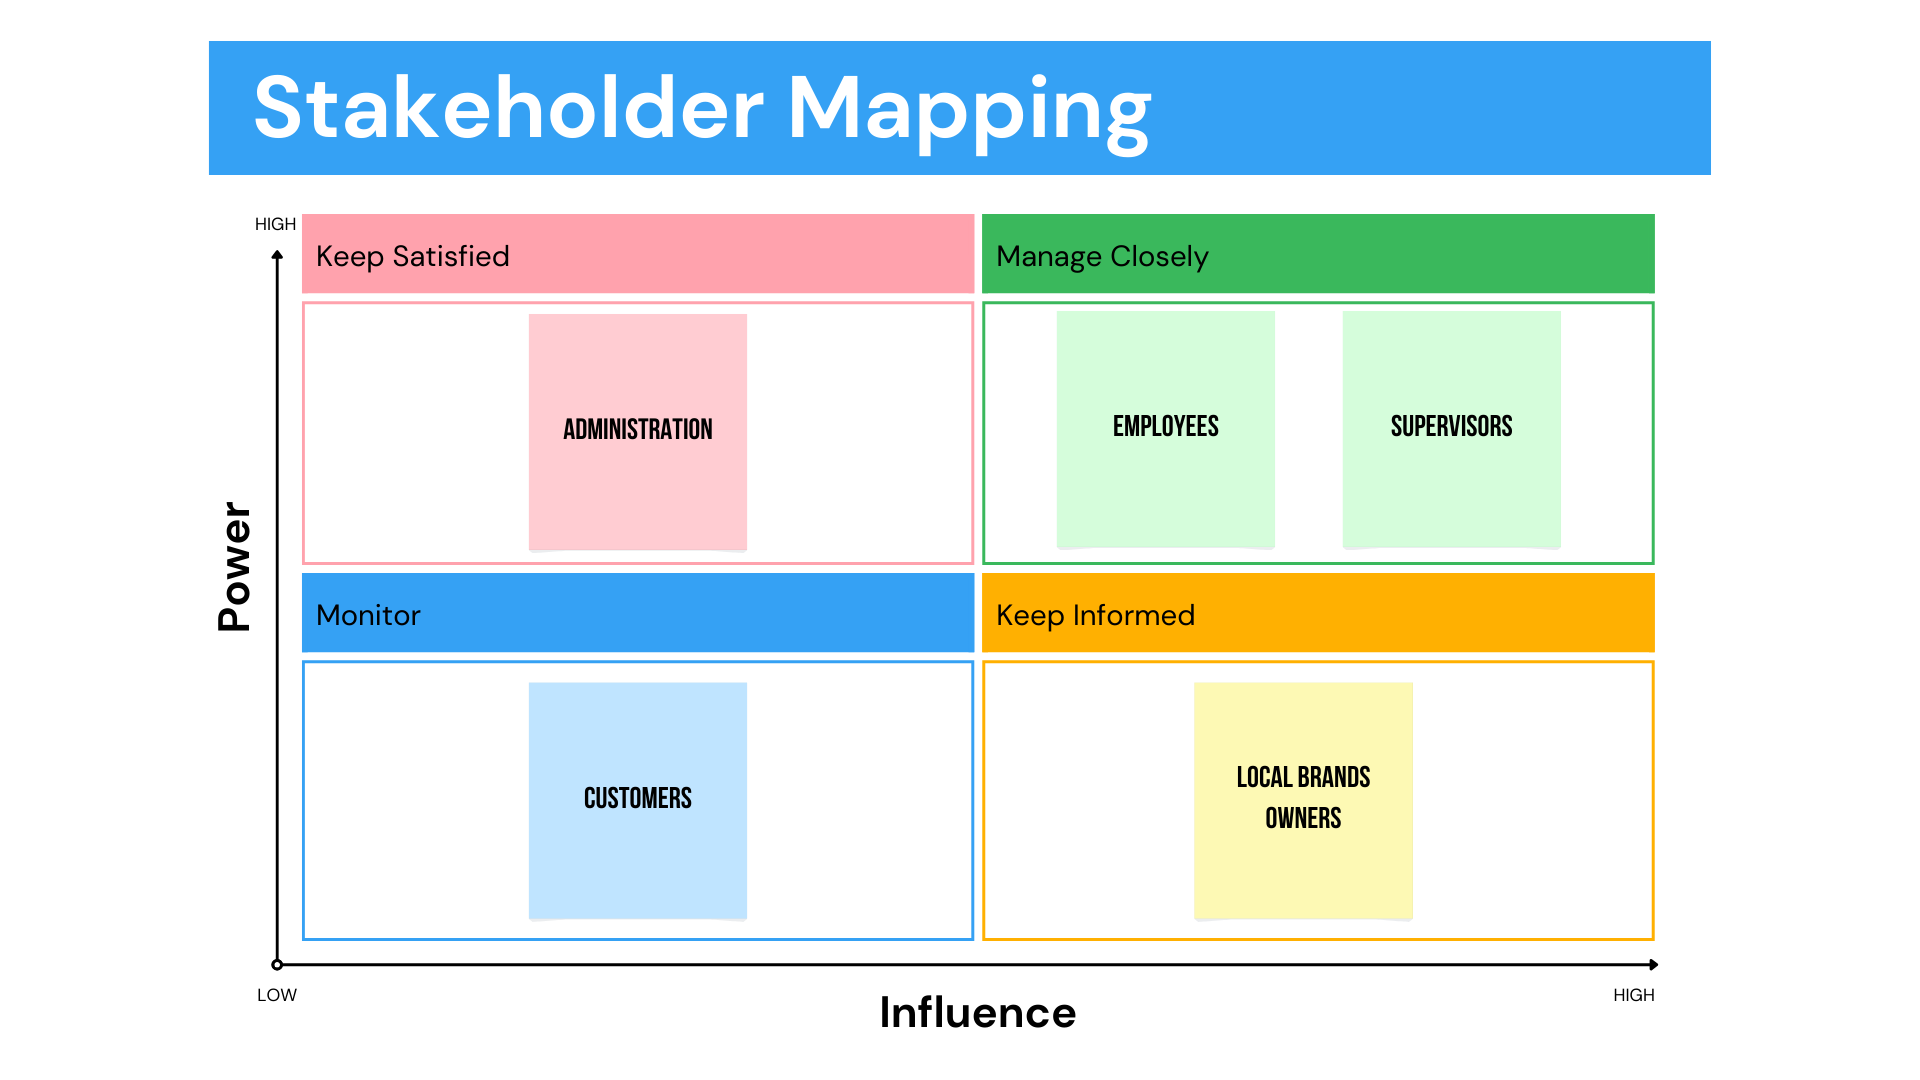 Stakeholder Mapping
HIGH
Keep Satisfied
Manage Closely
ADMINISTRATION
EMPLOYEES
SUPERVISORS
Power
Monitor
Keep Informed
CUSTOMERS
LOCAL BRANDS
OWNERS
LOW
HIGH
Influence